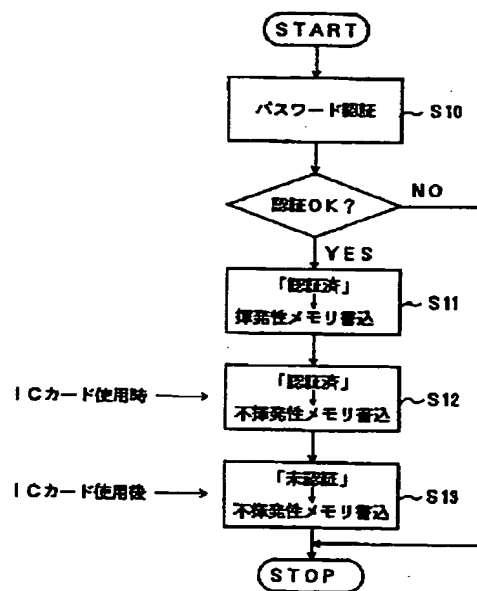 START
パスワード認証
~S10
認証OK?
NO
YES
「認証済」
↓
揮発性メモリ書込
~S11
ICカード使用時 →
「認証済」
↓
不揮発性メモリ書込
~S12
ICカード使用後 →
「未認証」
↓
不揮発性メモリ書込
~S13
STOP